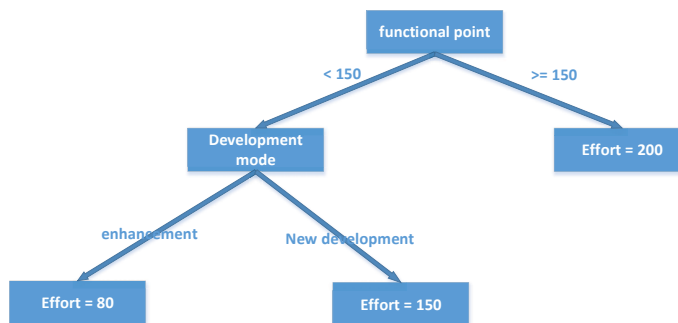 functional point
< 150
>= 150
Development
mode
Effort = 200
enhancement
New development
Effort = 80
Effort = 150